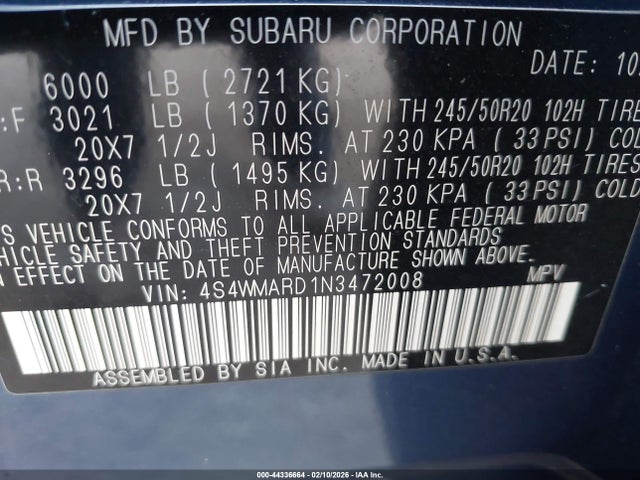 MFD BY SUBARU CORPORATION
DATE: 10
6000 LB ( 2721 KG)
:F 3021 LB ( 1370 KG) WITH 245/50R20 102H TIRE
20X7 1/2J RIMS. AT 230 KPA ( 33 PSI) COL
R:R 3296 LB ( 1495 KG) WITH 245/50R20 102H TIRES
20X7 1/2J RIMS. AT 230 KPA ( 33 PSI) COLD
S VEHICLE CONFORMS TO ALL APPLICABLE FEDERAL MOTOR
VEHICLE SAFETY AND THEFT PREVENTION STANDARDS
EFFECT ON THE DATE OF MANUFACTURE SHOWN ABOVE.
VIN: 4S4WMARD1N3472008 MPV
ASSEMBLED BY SIA INC. MADE IN U.S.A.
000-44336664 - 02/10/2026 - IAAI.COM